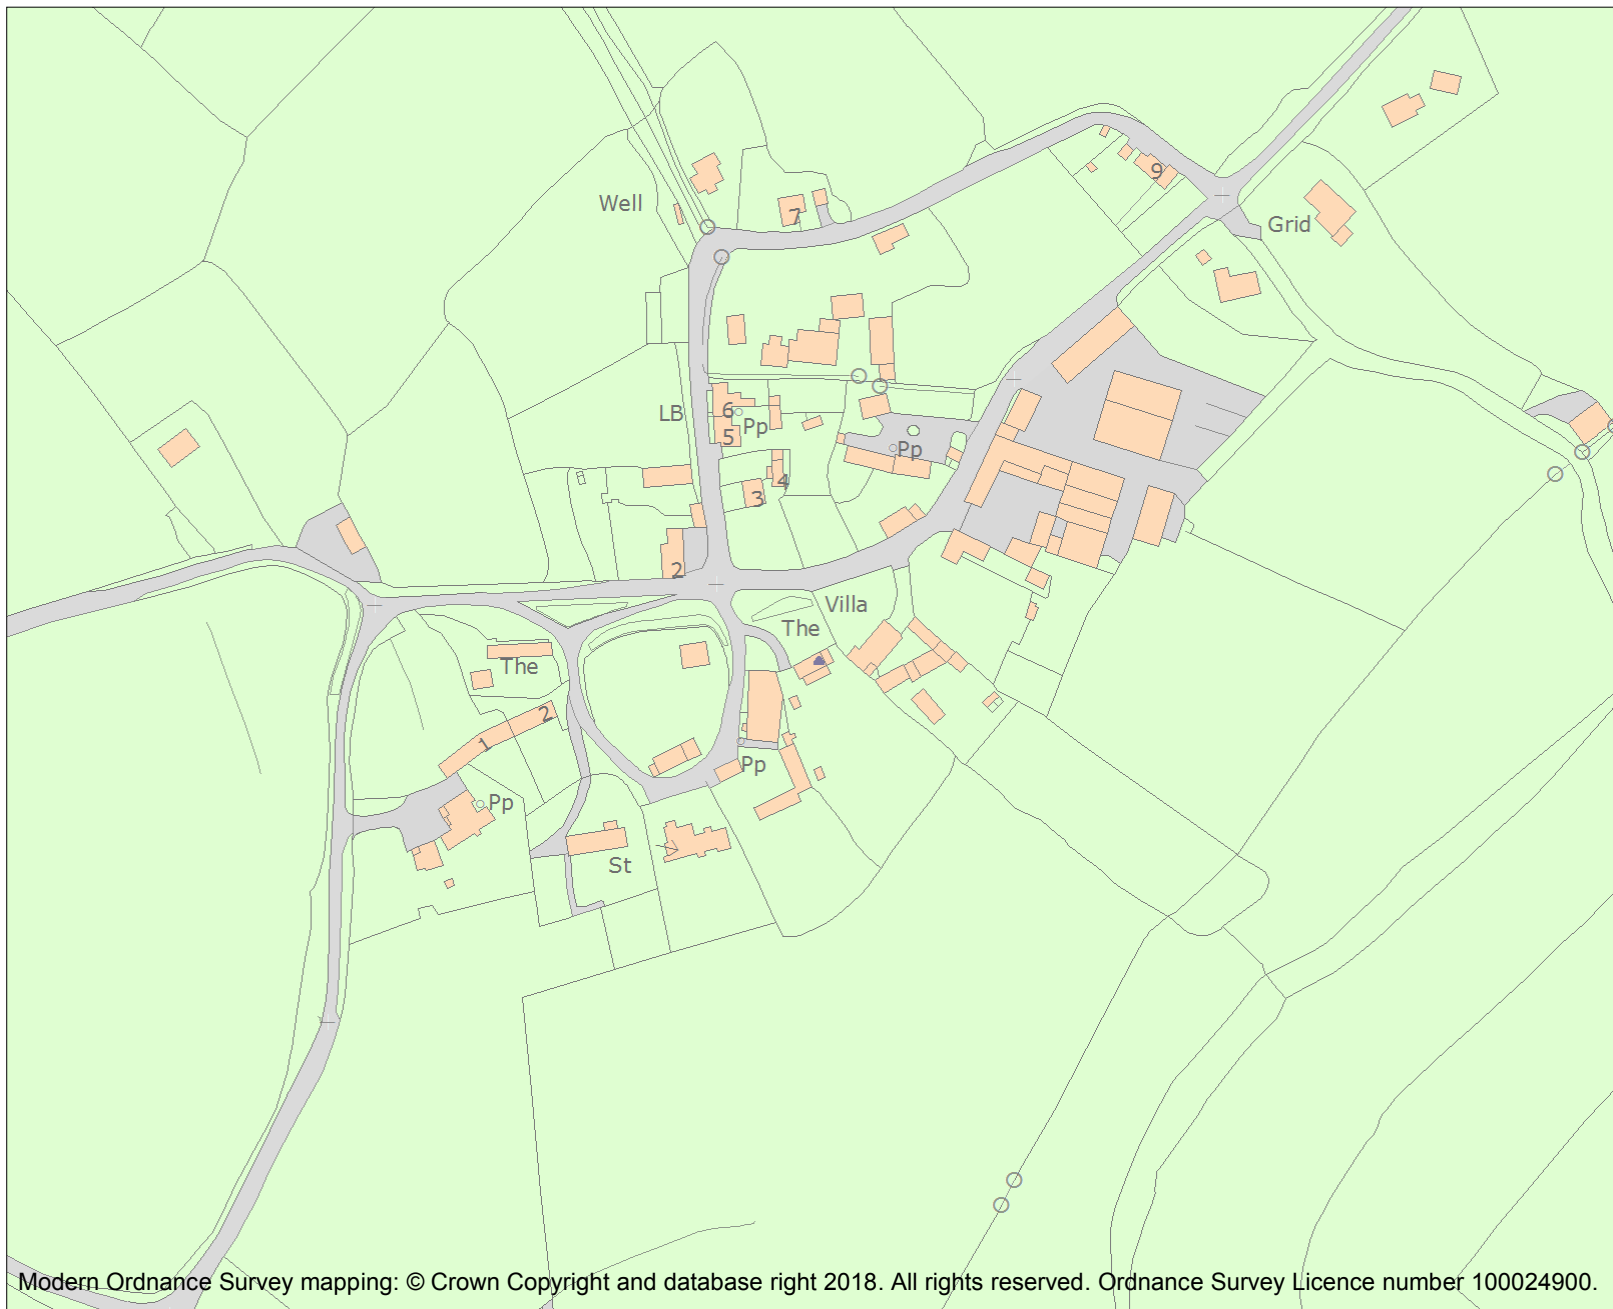 9
Well
7
Grid
LB
6
Pp
5
Pp
4
3
2
Villa
The
The
2
1
Pp
Pp
St
Modern Ordnance Survey mapping: © Crown Copyright and database right 2018. All rights reserved. Ordnance Survey Licence number 100024900.